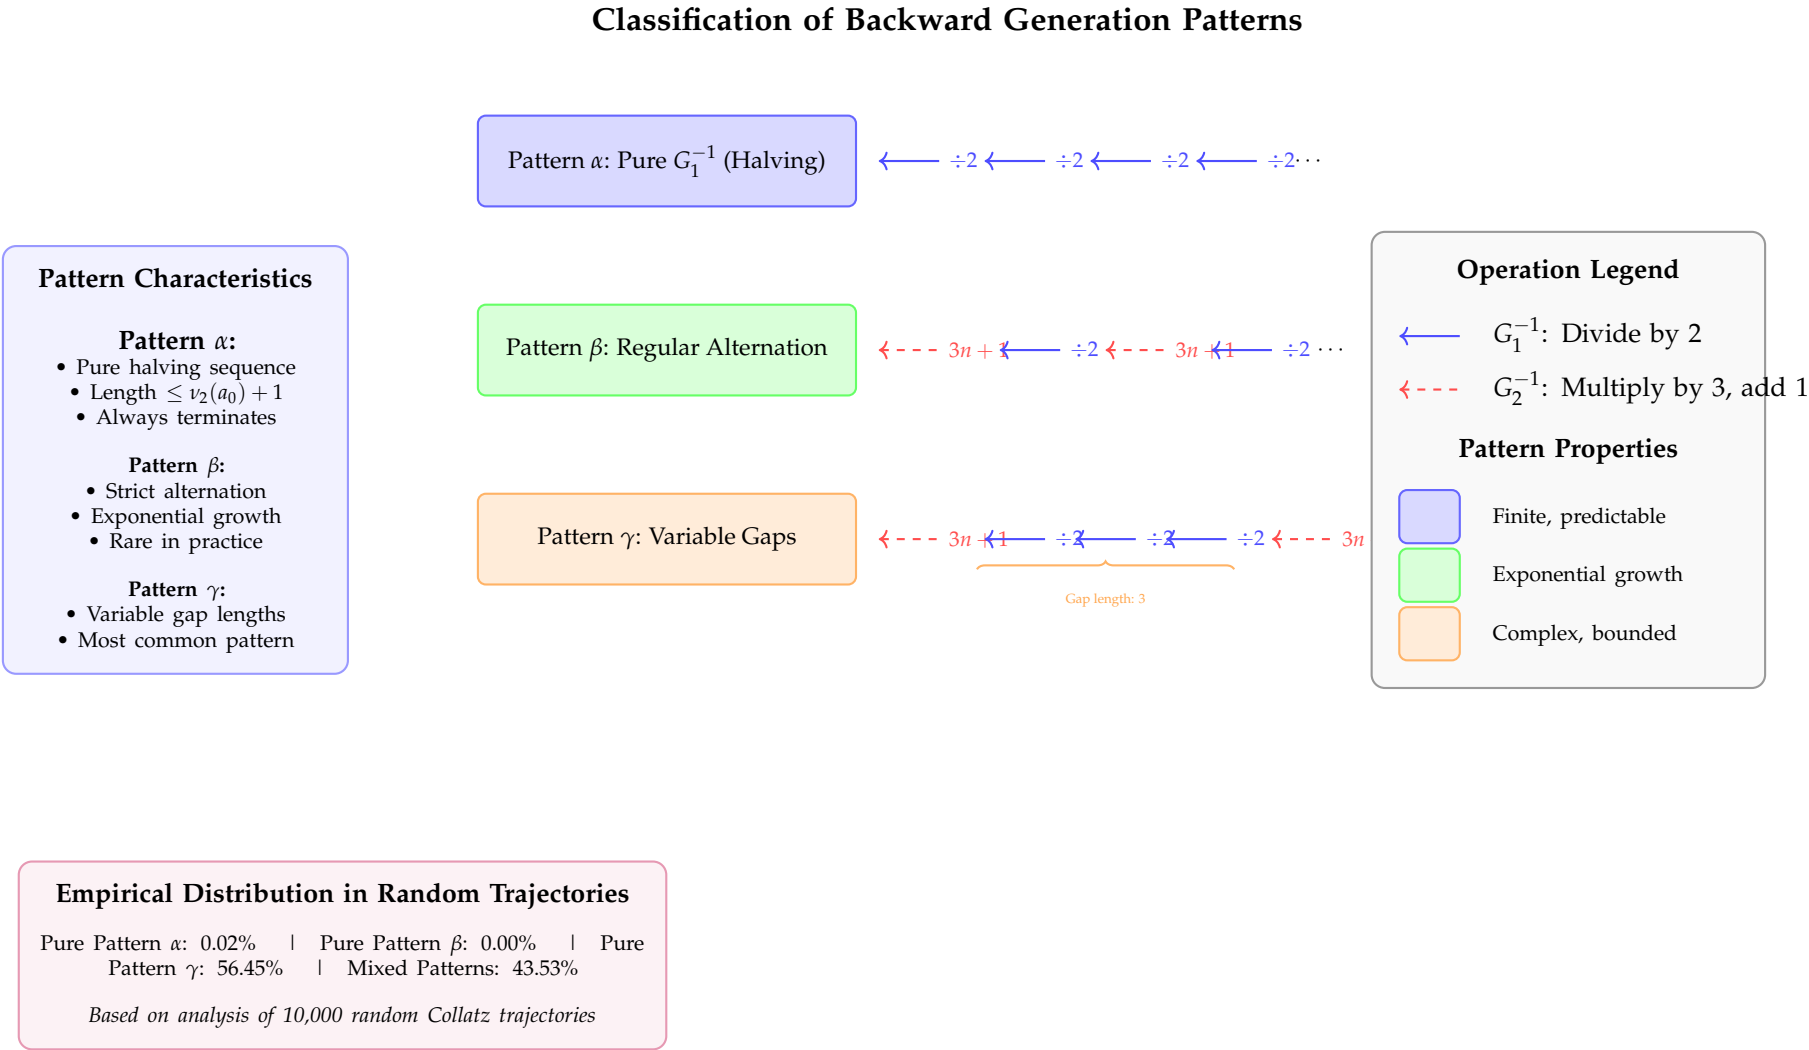 Classification of Backward Generation Patterns
Pattern α: Pure G₁⁻¹ (Halving)
÷2 ÷2 ÷2 ÷2 ···
Pattern Characteristics
Pattern α:
• Pure halving sequence
• Length ≤ ν₂(a₀) + 1
• Always terminates
Pattern β:
• Strict alternation
• Exponential growth
• Rare in practice
Pattern γ:
• Variable gap lengths
• Most common pattern
Pattern β: Regular Alternation
3n + 1 ÷2 3n + 1 ÷2 ···
Pattern γ: Variable Gaps
3n + 1 ÷2 ÷2 ÷2 3n
Gap length: 3
Operation Legend
G₁⁻¹: Divide by 2
G₂⁻¹: Multiply by 3, add 1
Pattern Properties
Finite, predictable
Exponential growth
Complex, bounded
Empirical Distribution in Random Trajectories
Pure Pattern α: 0.02% | Pure Pattern β: 0.00% | Pure
Pattern γ: 56.45% | Mixed Patterns: 43.53%
Based on analysis of 10,000 random Collatz trajectories